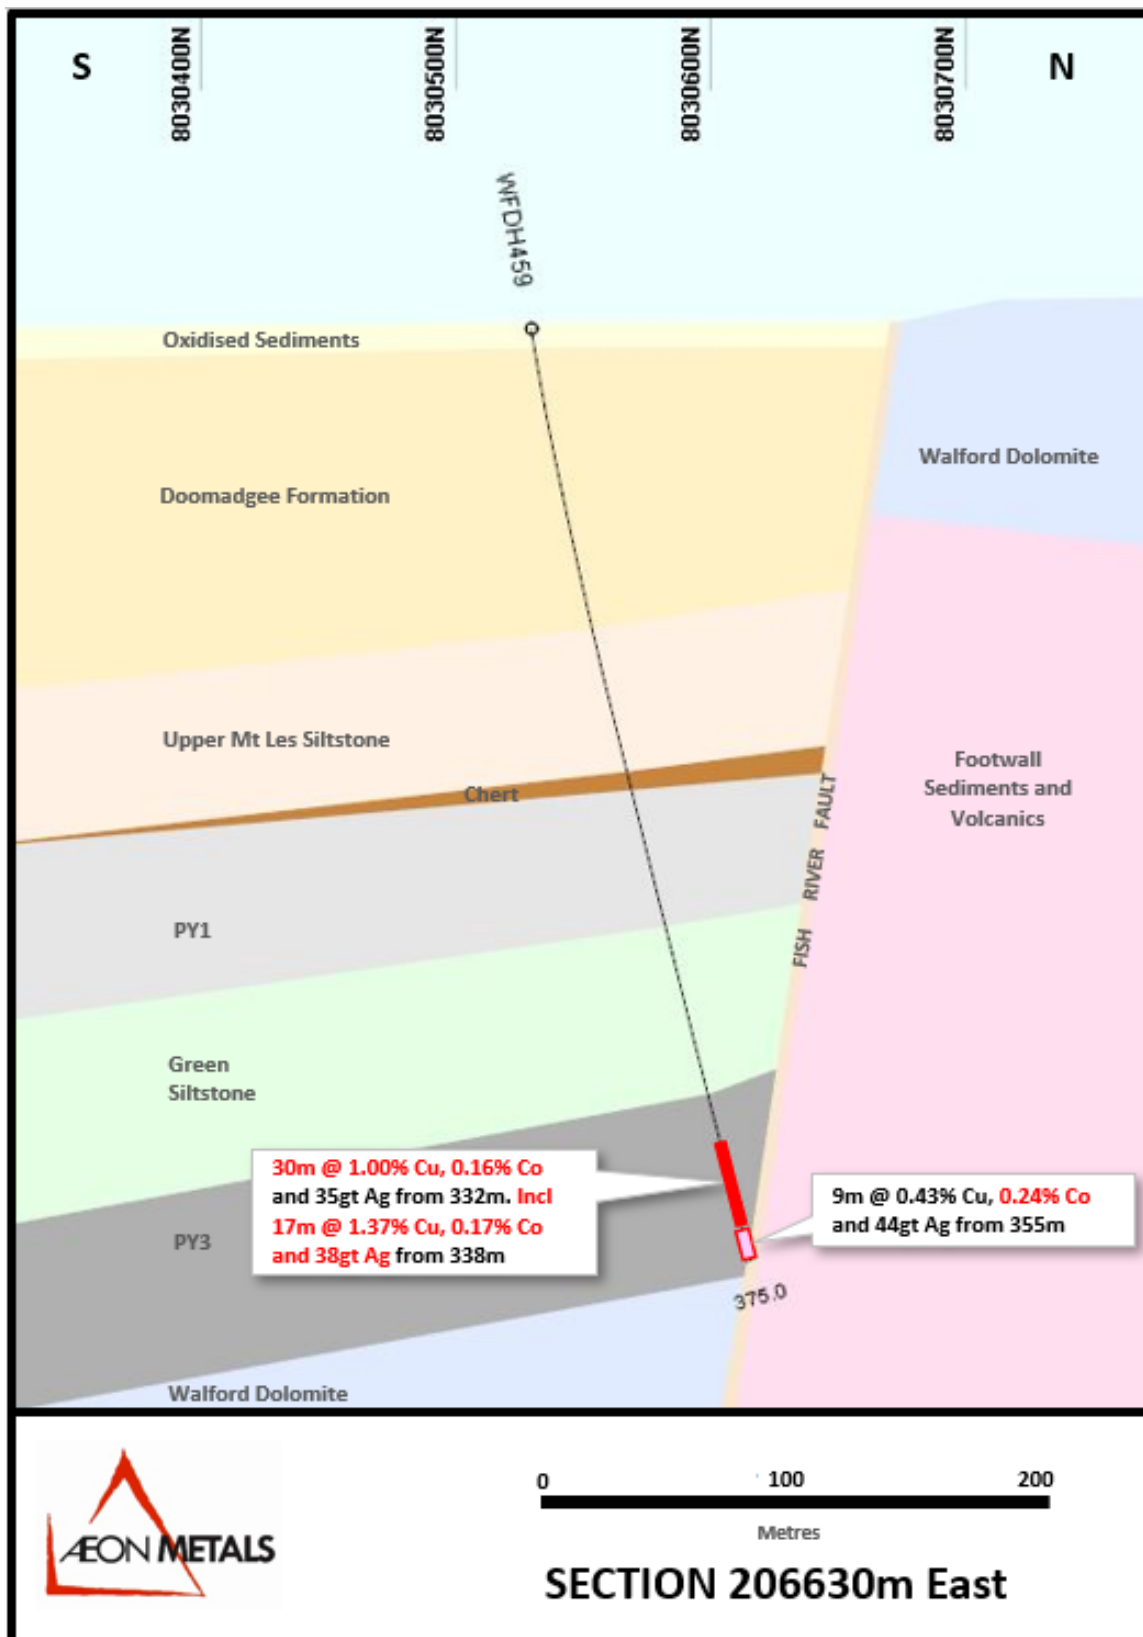 S
N
8030400N
8030500N
8030600N
8030700N
WFDH459
Oxidised Sediments
Walford Dolomite
Doomadgee Formation
Upper Mt Les Siltstone
Footwall
Sediments and
Volcanics
Chert
FISH RIVER FAULT
PY1
Green
Siltstone
30m @ 1.00% Cu, 0.16% Co
and 35gt Ag from 332m. Incl
17m @ 1.37% Cu, 0.17% Co
and 38gt Ag from 338m
9m @ 0.43% Cu, 0.24% Co
and 44gt Ag from 355m
PY3
375.0
Walford Dolomite
ÆON METALS
0 100 200
Metres
SECTION 206630m East